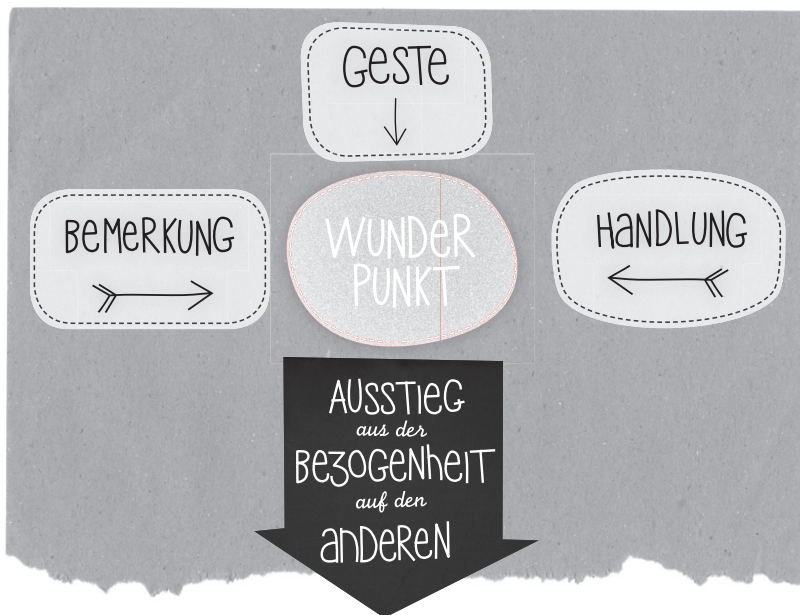 GESTE
BEMERKUNG
WUNDER
PUNKT
HANDLUNG
AUSSTIEG
aus der
BEZOGENHEIT
auf den
ANDEREN